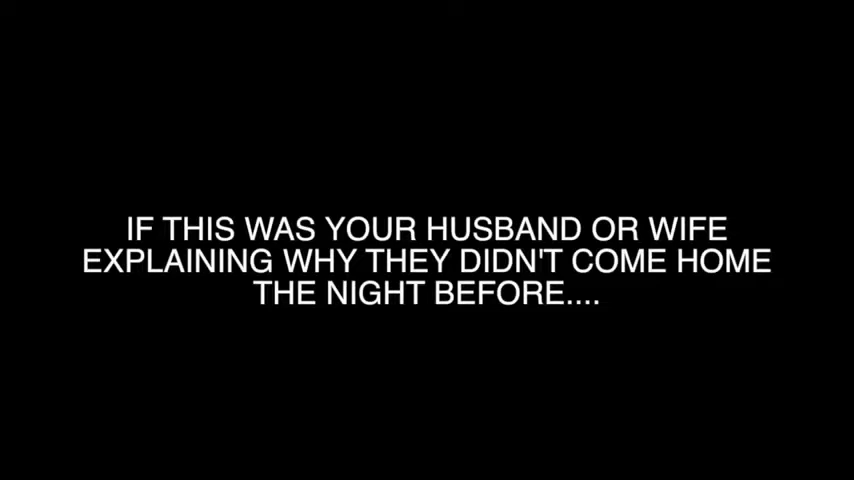 IF THIS WAS YOUR HUSBAND OR WIFE
EXPLAINING WHY THEY DIDN'T COME HOME
THE NIGHT BEFORE....